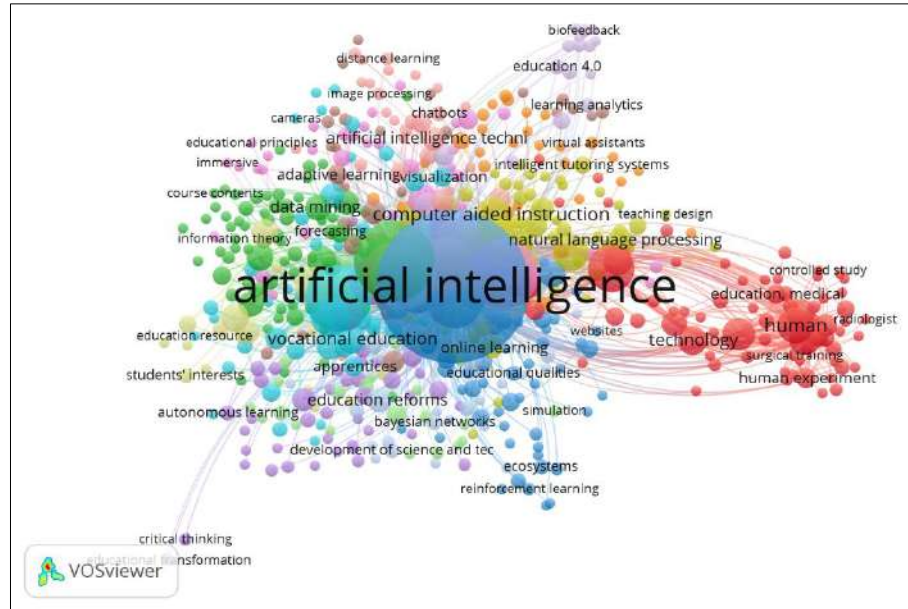 biofeedback
distance learning
education 4.0
image processing
learning analytics
chatbots
cameras
artificial intelligence techni
virtual assistants
educational principles
immersive
intelligent tutoring systems
adaptive learning
visualization
course contents
data mining
computer aided instruction
teaching design
forecasting
information theory
natural language processing
controlled study
artificial intelligence
education, medical
human
radiologist
websites
education resource
vocational education
technology
online learning
surgical training
apprentices
educational qualities
students' interests
human experiment
education reforms
autonomous learning
simulation
bayesian networks
development of science and tec
ecosystems
reinforcement learning
critical thinking
educational transformation
VOSviewer